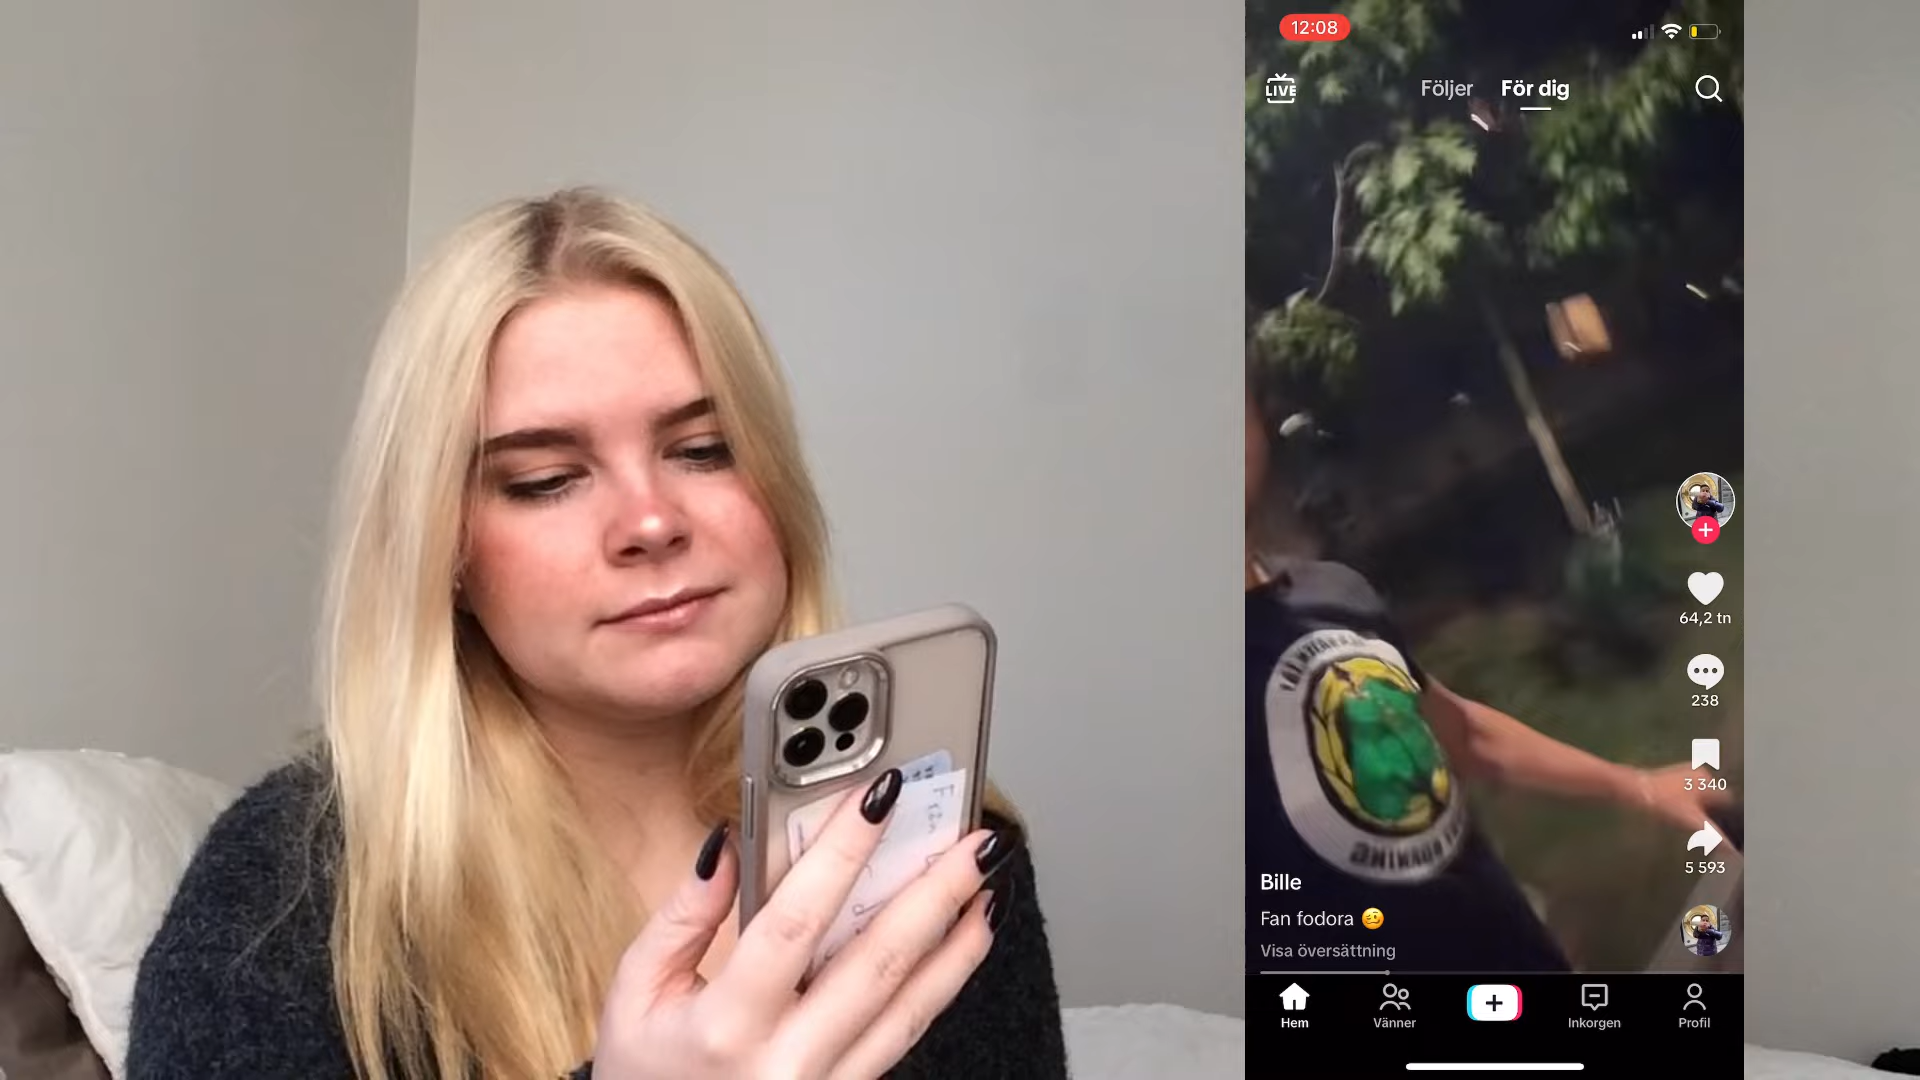 12:08
LIVE
Följer För dig
64,2 tn
238
3 340
5 593
Bille
Fan fodora 🥴
Visa översättning
Hem
Vänner
Inkorgen
Profil